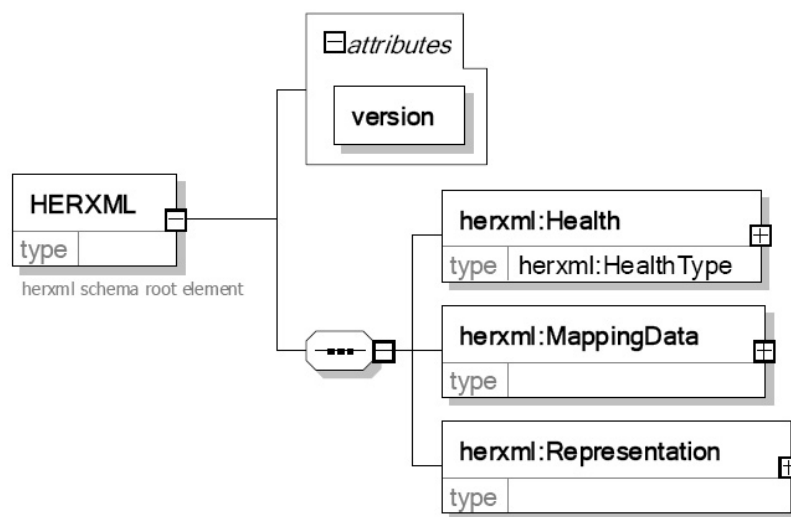 attributes
version
HERXML
type
herxml schema root element
herxml:Health
type herxml:HealthType
herxml:MappingData
type
herxml:Representation
type